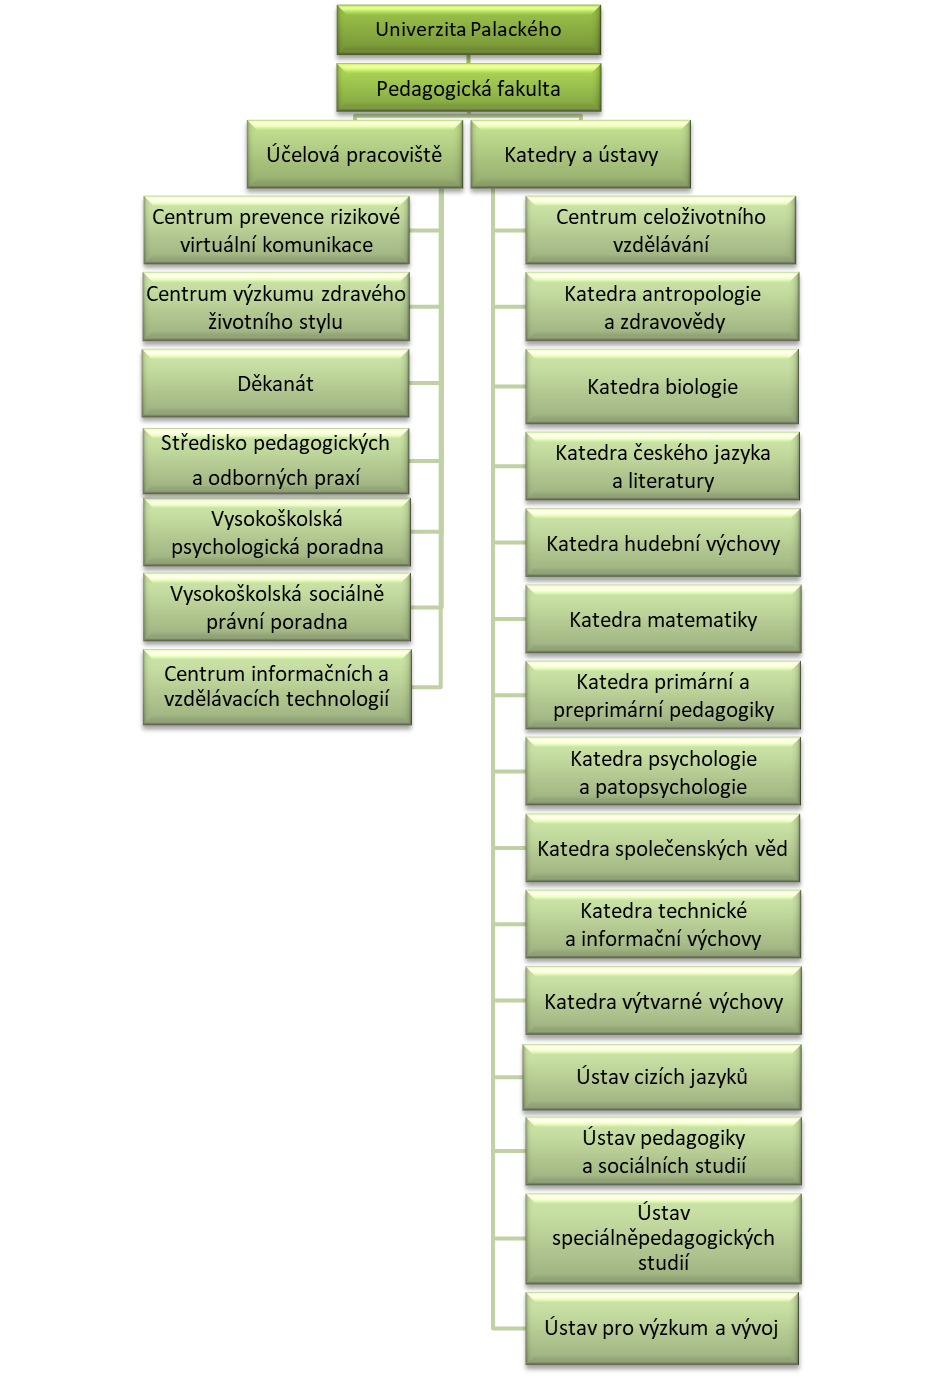 Univerzita Palackého
Pedagogická fakulta
Účelová pracoviště
Katedry a ústavy
Centrum prevence rizikové
virtuální komunikace
Centrum výzkumu zdravého
životního stylu
Děkanát
Středisko pedagogických
a odborných praxí
Vysokoškolská
psychologická poradna
Vysokoškolská sociálně
právní poradna
Centrum informačních a
vzdělávacích technologií
Centrum celoživotního
vzdělávání
Katedra antropologie
a zdravovědy
Katedra biologie
Katedra českého jazyka
a literatury
Katedra hudební výchovy
Katedra matematiky
Katedra primární a
preprimární pedagogiky
Katedra psychologie
a patopsychologie
Katedra společenských věd
Katedra technické
a informační výchovy
Katedra výtvarné výchovy
Ústav cizích jazyků
Ústav pedagogiky
a sociálních studií
Ústav
speciálněpedagogických
studií
Ústav pro výzkum a vývoj